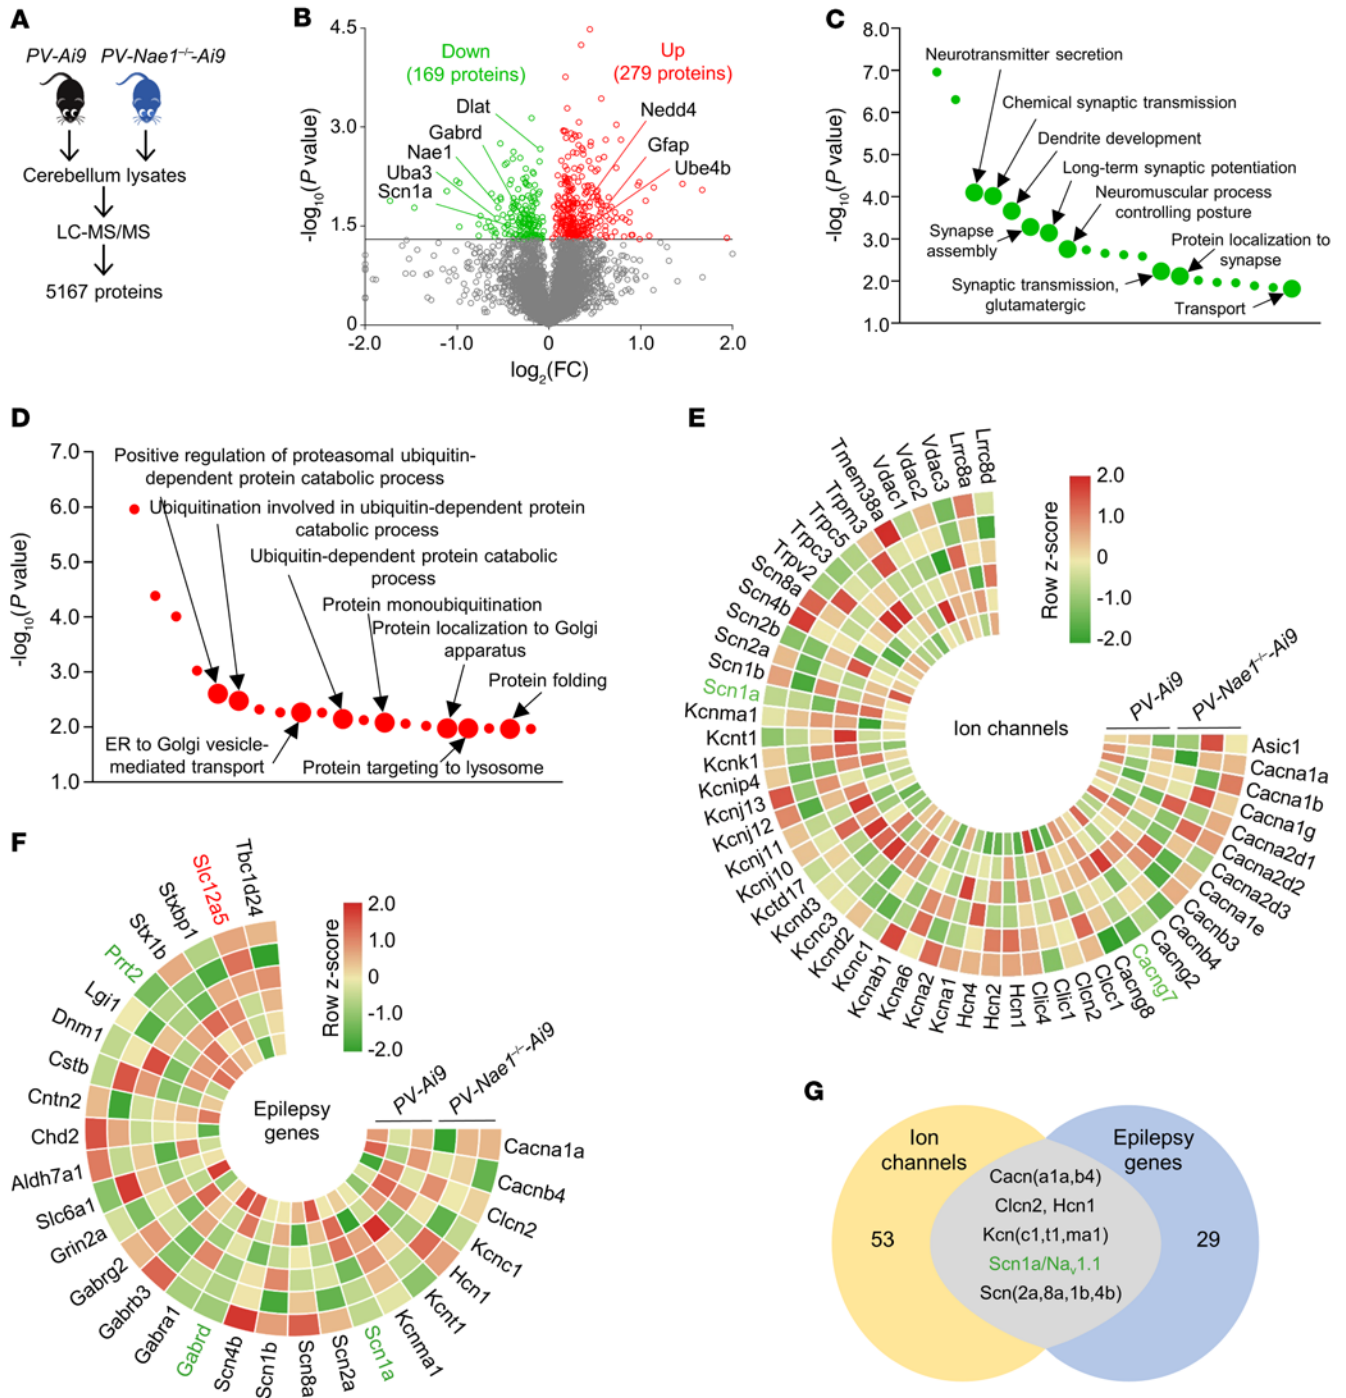 A
PV-Ai9 PV-Nae1⁻/⁻-Ai9
Cerebellum lysates
LC-MS/MS
5167 proteins
B
4.5
3.0
1.5
0
-log₁₀(P value)
Down
(169 proteins)
Up
(279 proteins)
Dlat
Gabrd
Nae1
Uba3
Scn1a
Nedd4
Gfap
Ube4b
-2.0 -1.0 0 1.0 2.0
log₂(FC)
C
8.0
7.0
6.0
5.0
4.0
3.0
2.0
1.0
-log₁₀(P value)
Neurotransmitter secretion
Chemical synaptic transmission
Dendrite development
Long-term synaptic potentiation
Neuromuscular process
controlling posture
Synapse
assembly
Protein localization to
synapse
Synaptic transmission,
glutamatergic
Transport
D
7.0
6.0
5.0
4.0
3.0
2.0
1.0
-log₁₀(P value)
Positive regulation of proteasomal ubiquitin-
dependent protein catabolic process
Ubiquitination involved in ubiquitin-dependent protein
catabolic process
Ubiquitin-dependent protein catabolic
process
Protein monoubiquitination
Protein localization to Golgi
apparatus
Protein folding
ER to Golgi vesicle-
mediated transport
Protein targeting to lysosome
E
Lrrc8d
Lrrc8a
Vdac3
Vdac2
Vdac1
Tmem38a
Trpm3
Trpc5
Trpc3
Trpv2
Scn8a
Scn4b
Scn2b
Scn2a
Scn1b
Scn1a
Kcnma1
Kcnt1
Kcnk1
Kcnip4
Kcnj13
Kcnj12
Kcnj11
Kcnj10
Kctd17
Kcnd3
Kcnc3
Kcnd2
Kcnc1
Kcnab1
Kcna6
Kcna2
Kcna1
Hcn4
Hcn2
Hcn1
Clic4
Clic1
Clcn2
Clcc1
Cacng8
Cacng7
Cacng2
Cacnb4
Cacnb3
Cacna1e
Cacna2d3
Cacna2d2
Cacna2d1
Cacna1g
Cacna1b
Cacna1a
Asic1
Ion channels
PV-Ai9
PV-Nae1⁻/⁻-Ai9
Row z-score
2.0
1.0
0
-1.0
-2.0
F
Tbc1d24
Slc12a5
Stxbp1
Stx1b
Prrt2
Lgi1
Dnm1
Cstb
Cntn2
Chd2
Aldh7a1
Slc6a1
Grin2a
Gabrg2
Gabrb3
Gabra1
Gabrd
Scn4b
Scn1b
Scn8a
Scn2a
Scn1a
Kcnma1
Kcnt1
Hcn1
Kcnc1
Clcn2
Cacnb4
Cacna1a
Epilepsy
genes
PV-Ai9
PV-Nae1⁻/⁻-Ai9
Row z-score
2.0
1.0
0
-1.0
-2.0
G
Ion
channels
Epilepsy
genes
53
29
Cacn(a1a,b4)
Clcn2, Hcn1
Kcn(c1,t1,ma1)
Scn1a/Naᵥ1.1
Scn(2a,8a,1b,4b)